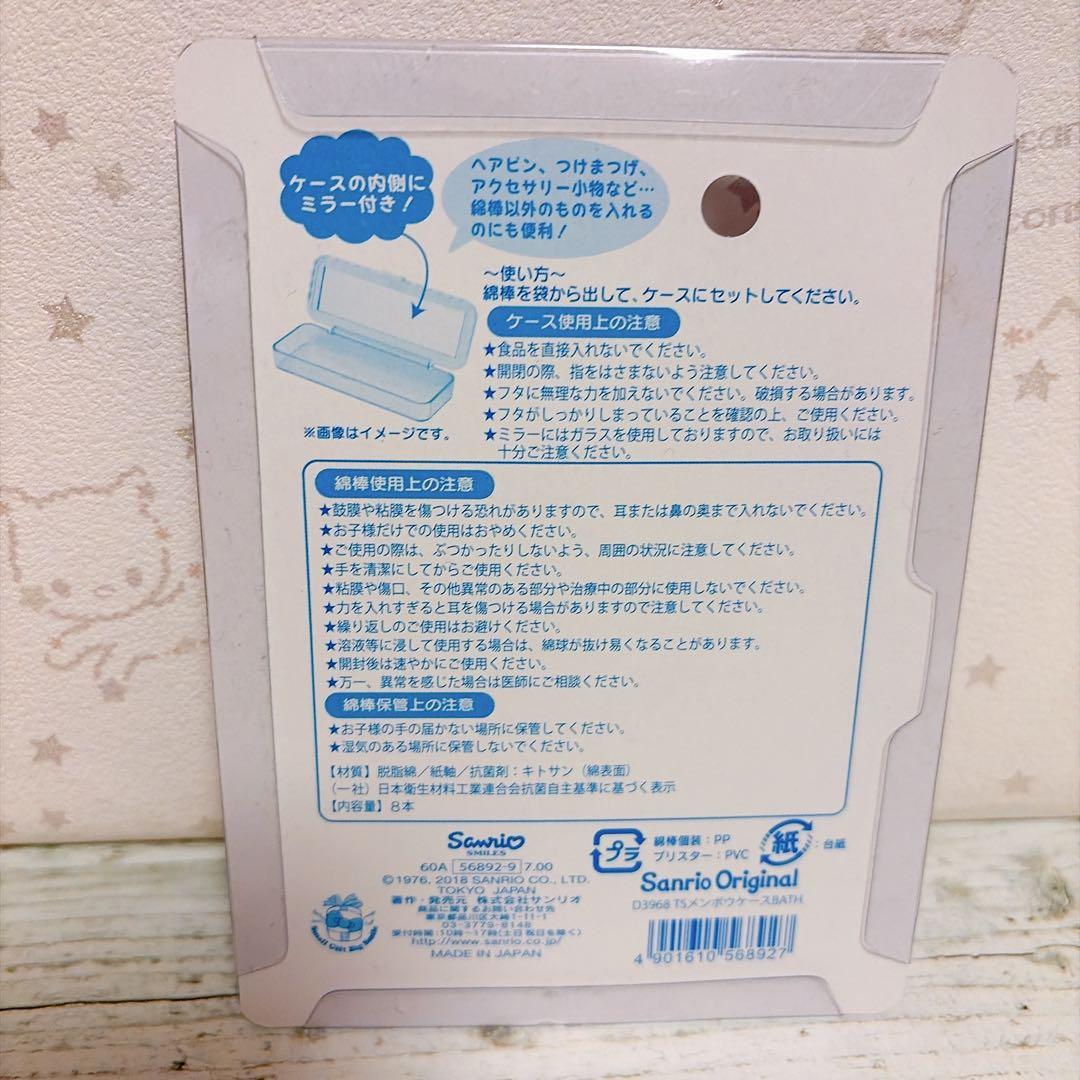 ケースの内側に
ミラー付き！
ヘアピン、つけまつげ、
アクセサリー小物など…
綿棒以外のものを入れる
のにも便利！
～使い方～
綿棒を袋から出して、ケースにセットしてください。
ケース使用上の注意
★食品を直接入れないでください。
★開閉の際、指をはさまないよう注意してください。
★フタに無理な力を加えないでください。破損する場合があります。
★フタがしっかりしまっていることを確認の上、ご使用ください。
★ミラーにはガラスを使用しておりますので、お取り扱いには
十分ご注意ください。
※画像はイメージです。
綿棒使用上の注意
★鼓膜や粘膜を傷つける恐れがありますので、耳または鼻の奥まで入れないでください。
★お子様だけでの使用はおやめください。
★ご使用の際は、ぶつかったりしないよう、周囲の状況に注意してください。
★手を清潔にしてからご使用ください。
★粘膜や傷口、その他異常のある部分や治療中の部分に使用しないでください。
★力を入れすぎると耳を傷つける場合がありますので注意してください。
★繰り返しのご使用はお避けください。
★溶液等に浸して使用する場合は、綿球が抜け易くなることがあります。
★開封後は速やかにご使用ください。
★万一、異常を感じた場合は医師にご相談ください。
綿棒保管上の注意
★お子様の手の届かない場所に保管してください。
★湿気のある場所に保管しないでください。
【材質】脱脂綿／紙軸／抗菌剤：キトサン（綿表面）
（一社）日本衛生材料工業連合会抗菌自主基準に基づく表示
【内容量】８本
Sanrio
SMILES
60A 56892-9 7.00
©1976, 2018 SANRIO CO., LTD.
TOKYO JAPAN
著作・発売元 株式会社サンリオ
商品に関するお問い合わせ先
東京都品川区大崎1-11-1
03-3779-8148
受付時間:10時～17時(土日祝日を除く)
http://www.sanrio.co.jp/
MADE IN JAPAN
Small Gift Big Smile
プラ
綿棒個装：PP
ブリスター：PVC
紙
：台紙
Sanrio Original
D3968 TSメンボウケースBATH
4 901610 568927